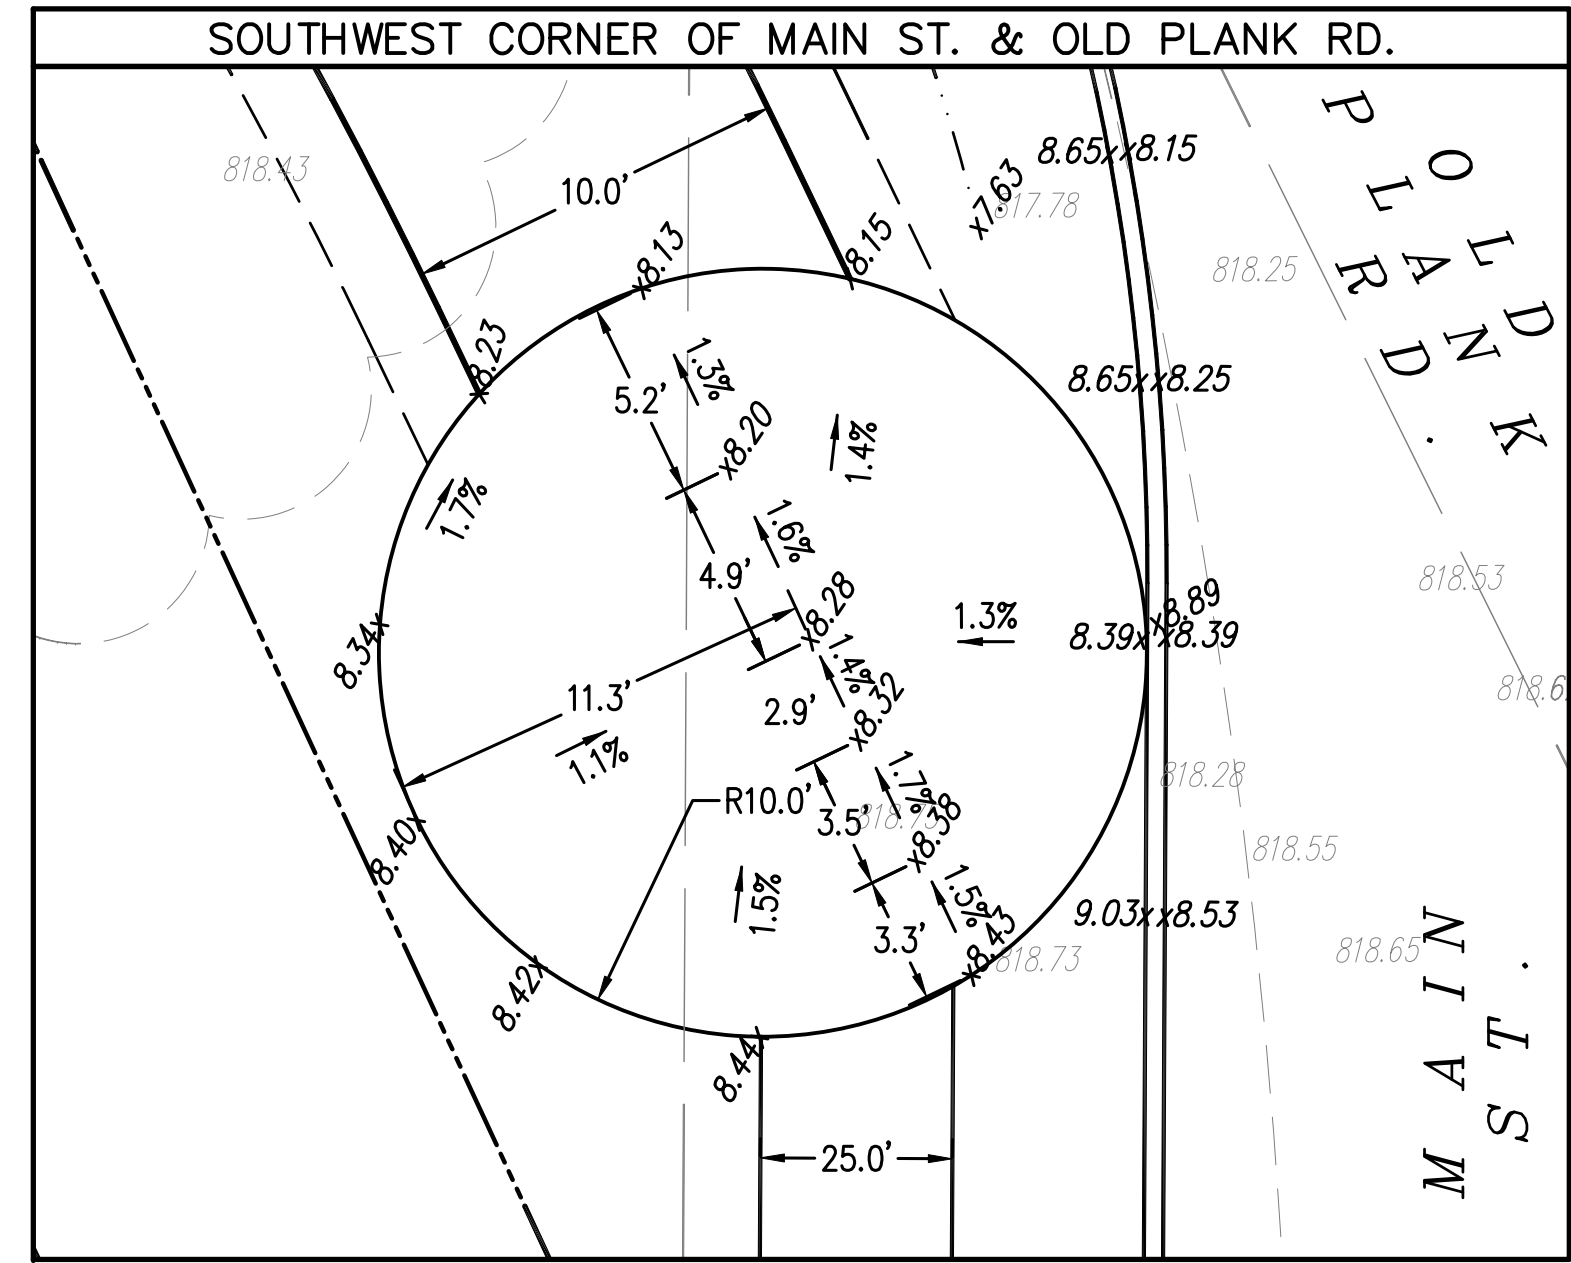 SOUTHWEST CORNER OF MAIN ST. & OLD PLANK RD.
818.43
10.0'
8.65xx8.15
x7.63
817.78
OLD PLANK
PL RD.
818.25
x8.13
8.15
8.23
1.3%
5.2'
8.65xx8.25
x8.20
1.4%
1.7%
1.6%
4.9'
818.53
x8.28
1.3%
x8.89
8.39xx8.39
8.34x
1.4%
11.3'
2.9'
x8.32
818.6
1.1%
1.7%
818.28
R10.0'
3.5'
x8.38
8.40x
818.55
1.5%
1.5%
9.03xx8.53
3.3'
x8.43
818.73
818.65
8.42x
8.44x
25.0'
MAIN
ST.